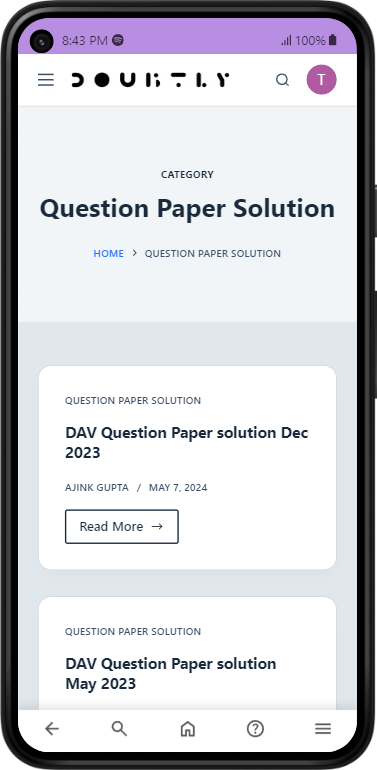 8:43 PM 100%
DOUBTLY T
CATEGORY
Question Paper Solution
HOME > QUESTION PAPER SOLUTION
QUESTION PAPER SOLUTION
DAV Question Paper solution Dec
2023
AJINK GUPTA / MAY 7, 2024
Read More →
QUESTION PAPER SOLUTION
DAV Question Paper solution
May 2023